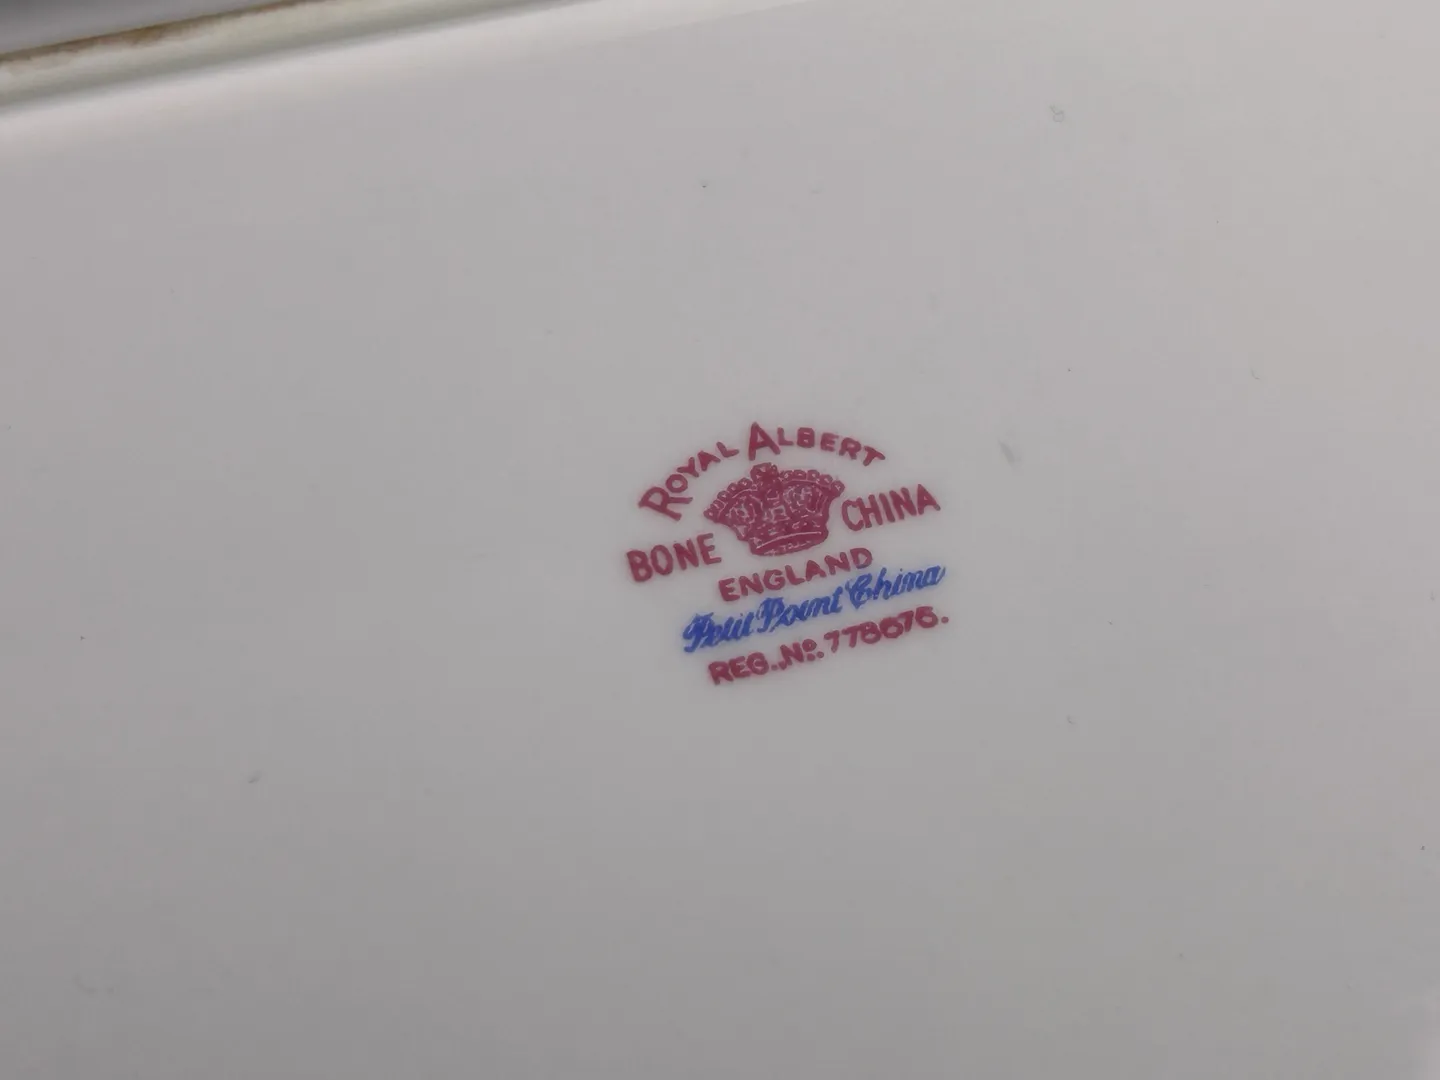 ROYAL ALBERT
BONE CHINA
ENGLAND
Petit Point China
REG. No. 778676.